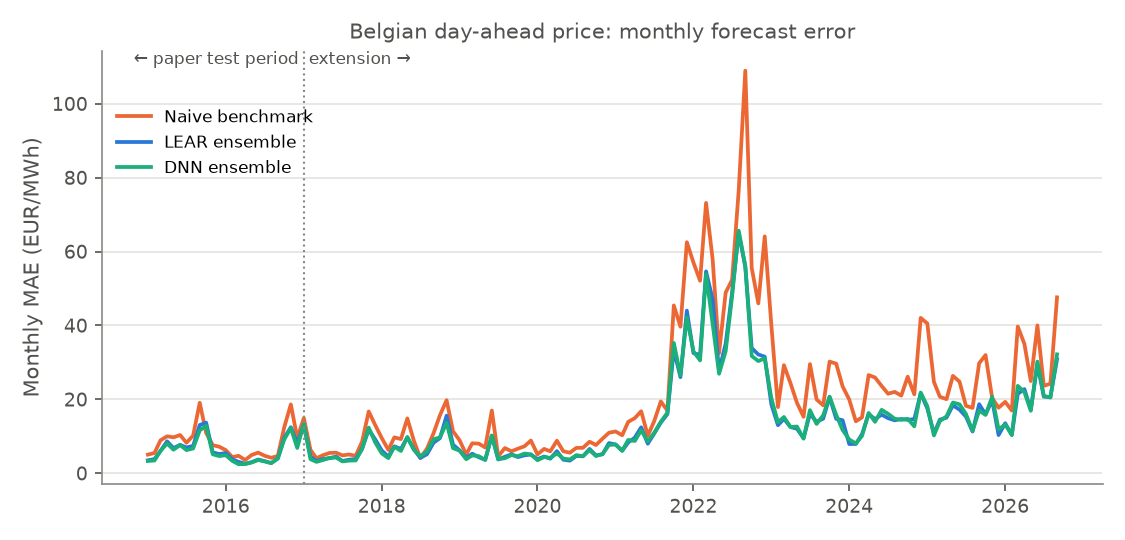 Belgian day-ahead price: monthly forecast error
← paper test period
extension →
Naive benchmark
LEAR ensemble
DNN ensemble
Monthly MAE (EUR/MWh)
100
80
60
40
20
0
2016
2018
2020
2022
2024
2026